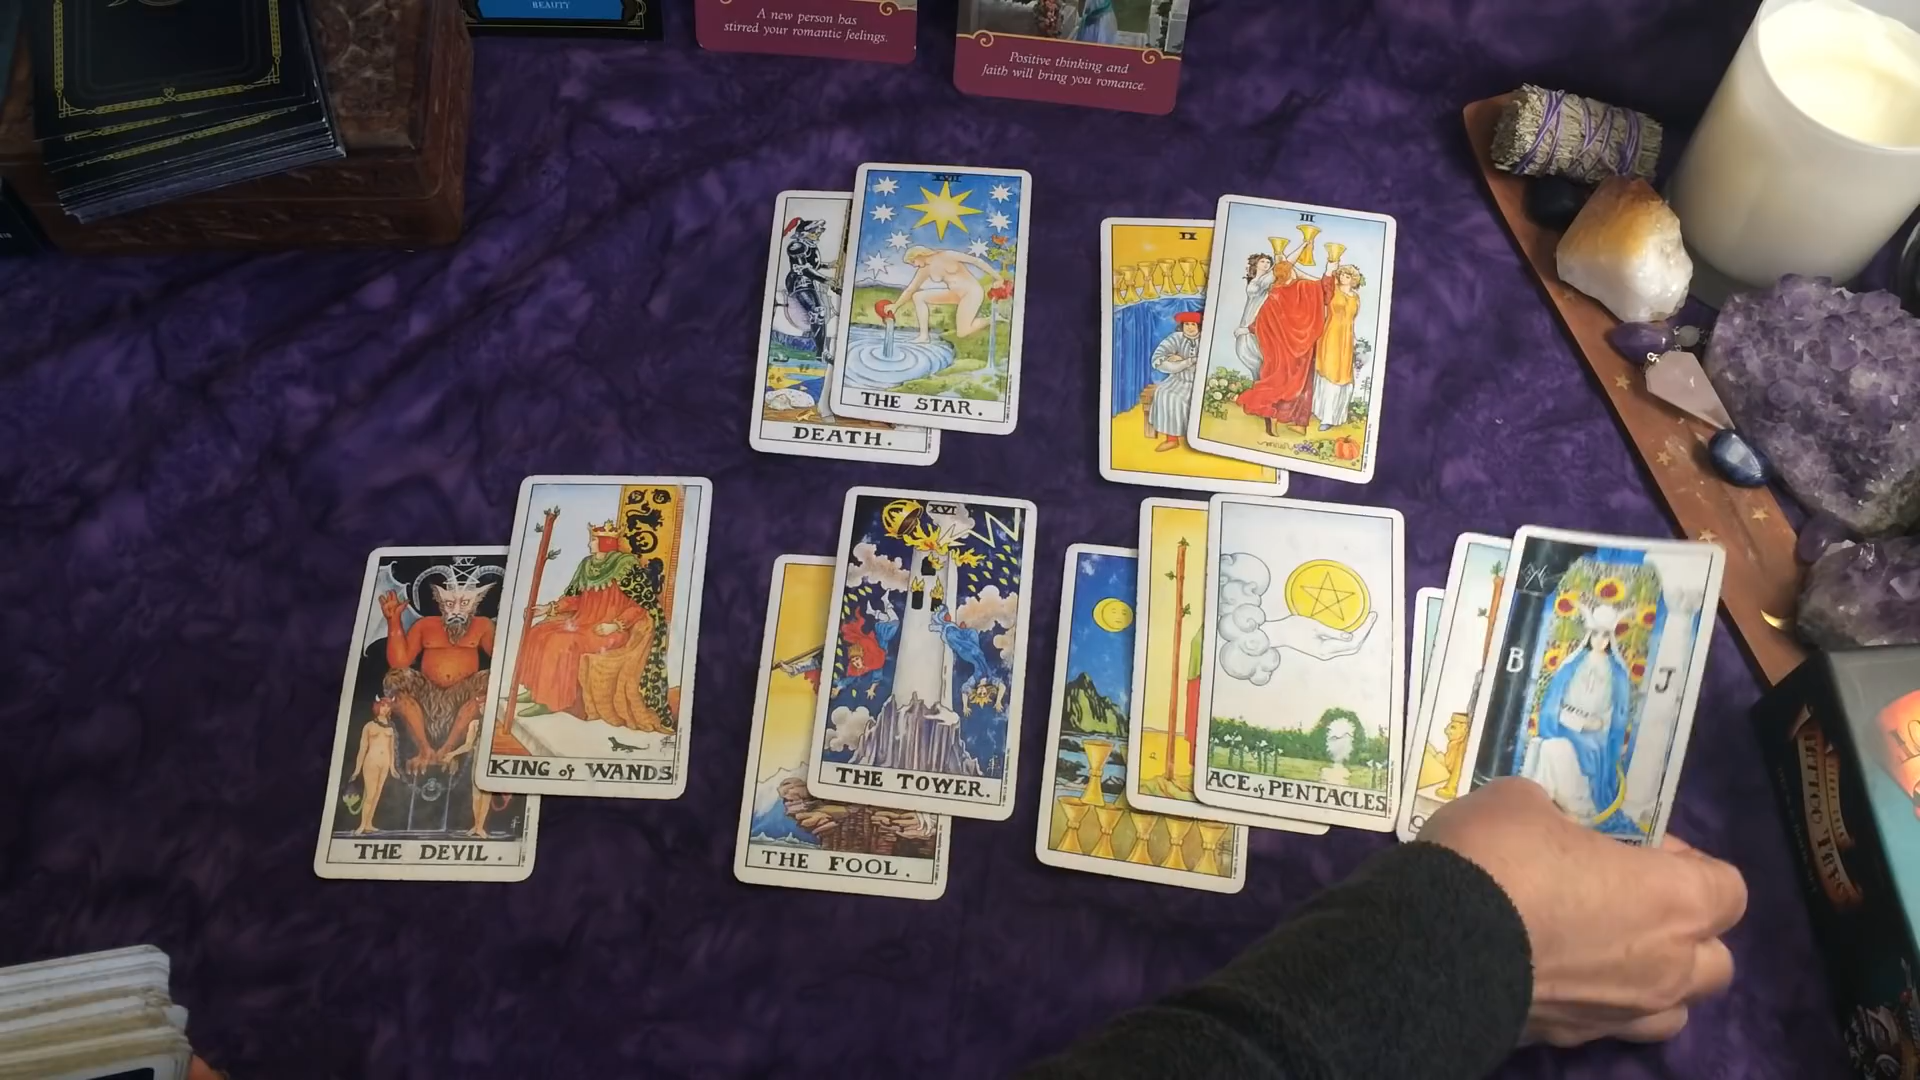 BEAUTY
A new person has
stirred your romantic feelings.
Positive thinking and
faith will bring you romance.
XVII
THE STAR.
DEATH.
IX
III
XV
THE DEVIL.
KING of WANDS
XVI
THE TOWER.
THE FOOL.
ACE of PENTACLES
B
J